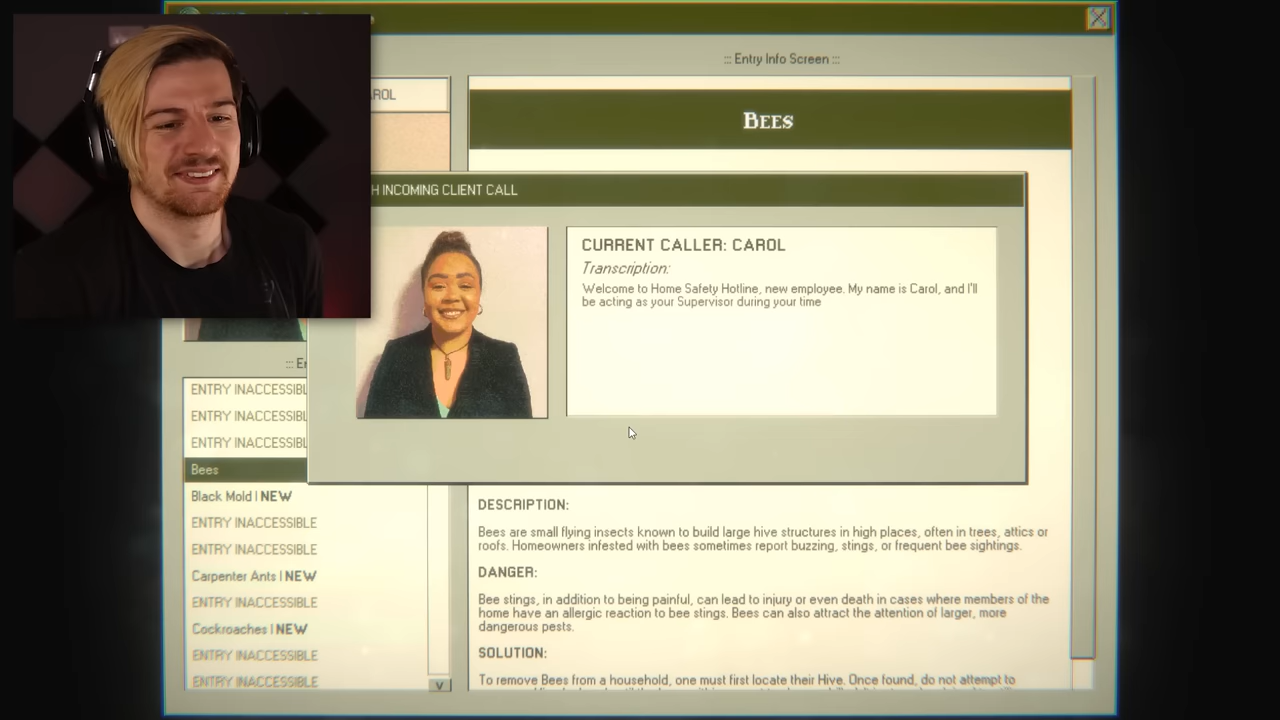 ::: Entry Info Screen :::
ROL
BEES
H INCOMING CLIENT CALL
CURRENT CALLER: CAROL
Transcription:
Welcome to Home Safety Hotline, new employee. My name is Carol, and I'll
be acting as your Supervisor during your time
::: E
ENTRY INACCESSIBL
ENTRY INACCESSIBL
ENTRY INACCESSIBL
Bees
Black Mold | NEW
ENTRY INACCESSIBLE
ENTRY INACCESSIBLE
Carpenter Ants | NEW
ENTRY INACCESSIBLE
Cockroaches | NEW
ENTRY INACCESSIBLE
ENTRY INACCESSIBLE
V
DESCRIPTION:
Bees are small flying insects known to build large hive structures in high places, often in trees, attics or
roofs. Homeowners infested with bees sometimes report buzzing, stings, or frequent bee sightings.
DANGER:
Bee stings, in addition to being painful, can lead to injury or even death in cases where members of the
home have an allergic reaction to bee stings. Bees can also attract the attention of larger, more
dangerous pests.
SOLUTION:
To remove Bees from a household, one must first locate their Hive. Once found, do not attempt to